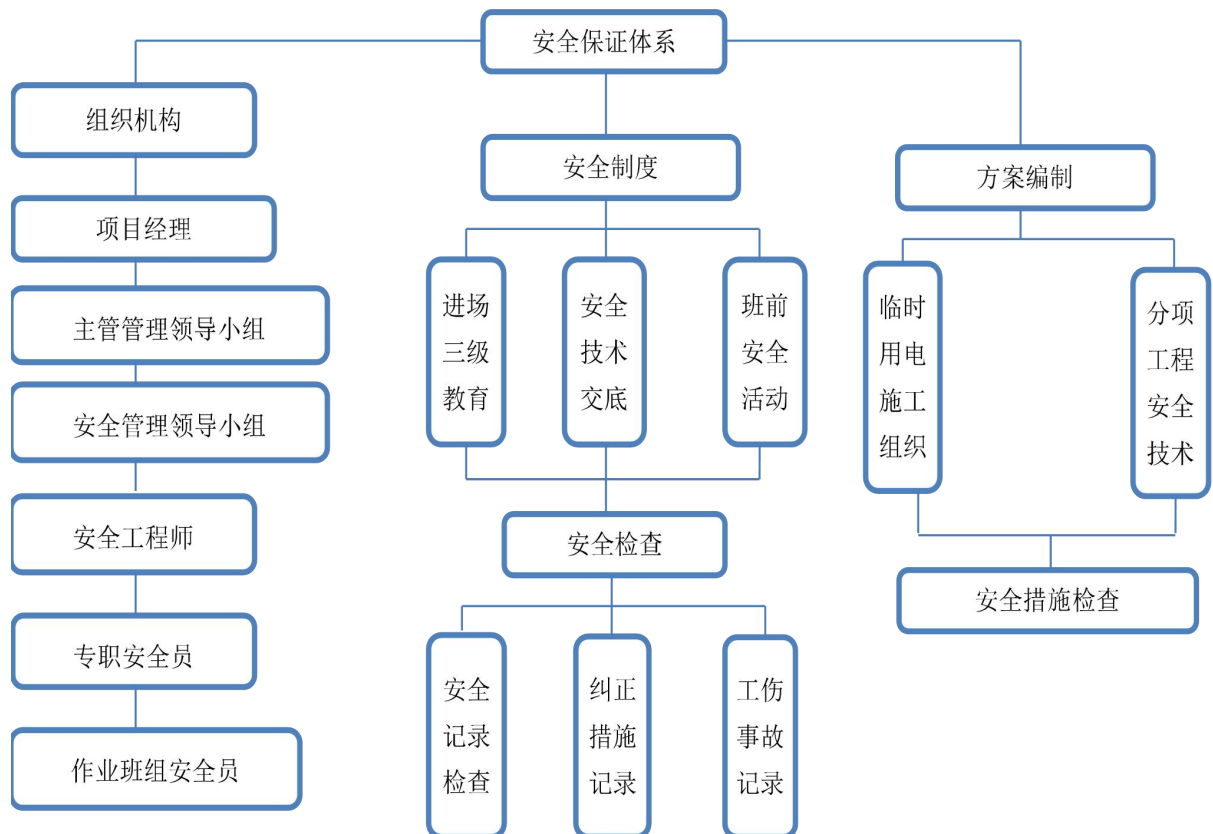 安全保证体系
组织机构
项目经理
主管管理领导小组
安全管理领导小组
安全工程师
专职安全员
作业班组安全员
安全制度
进场
三级
教育
安全
技术
交底
班前
安全
活动
安全检查
安全
记录
检查
纠正
措施
记录
工伤
事故
记录
方案编制
临时
用电
施工
组织
分项
工程
安全
技术
安全措施检查